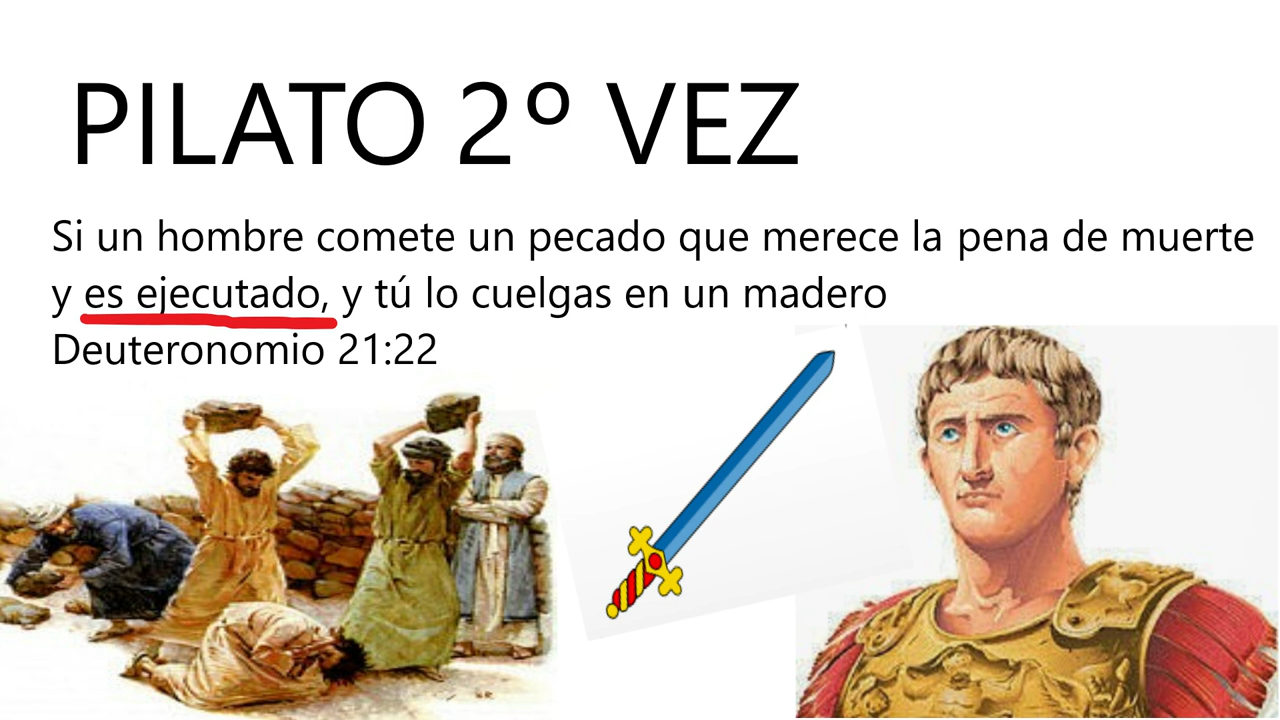 PILATO 2º VEZ
Si un hombre comete un pecado que merece la pena de muerte
y es ejecutado, y tú lo cuelgas en un madero
Deuteronomio 21:22